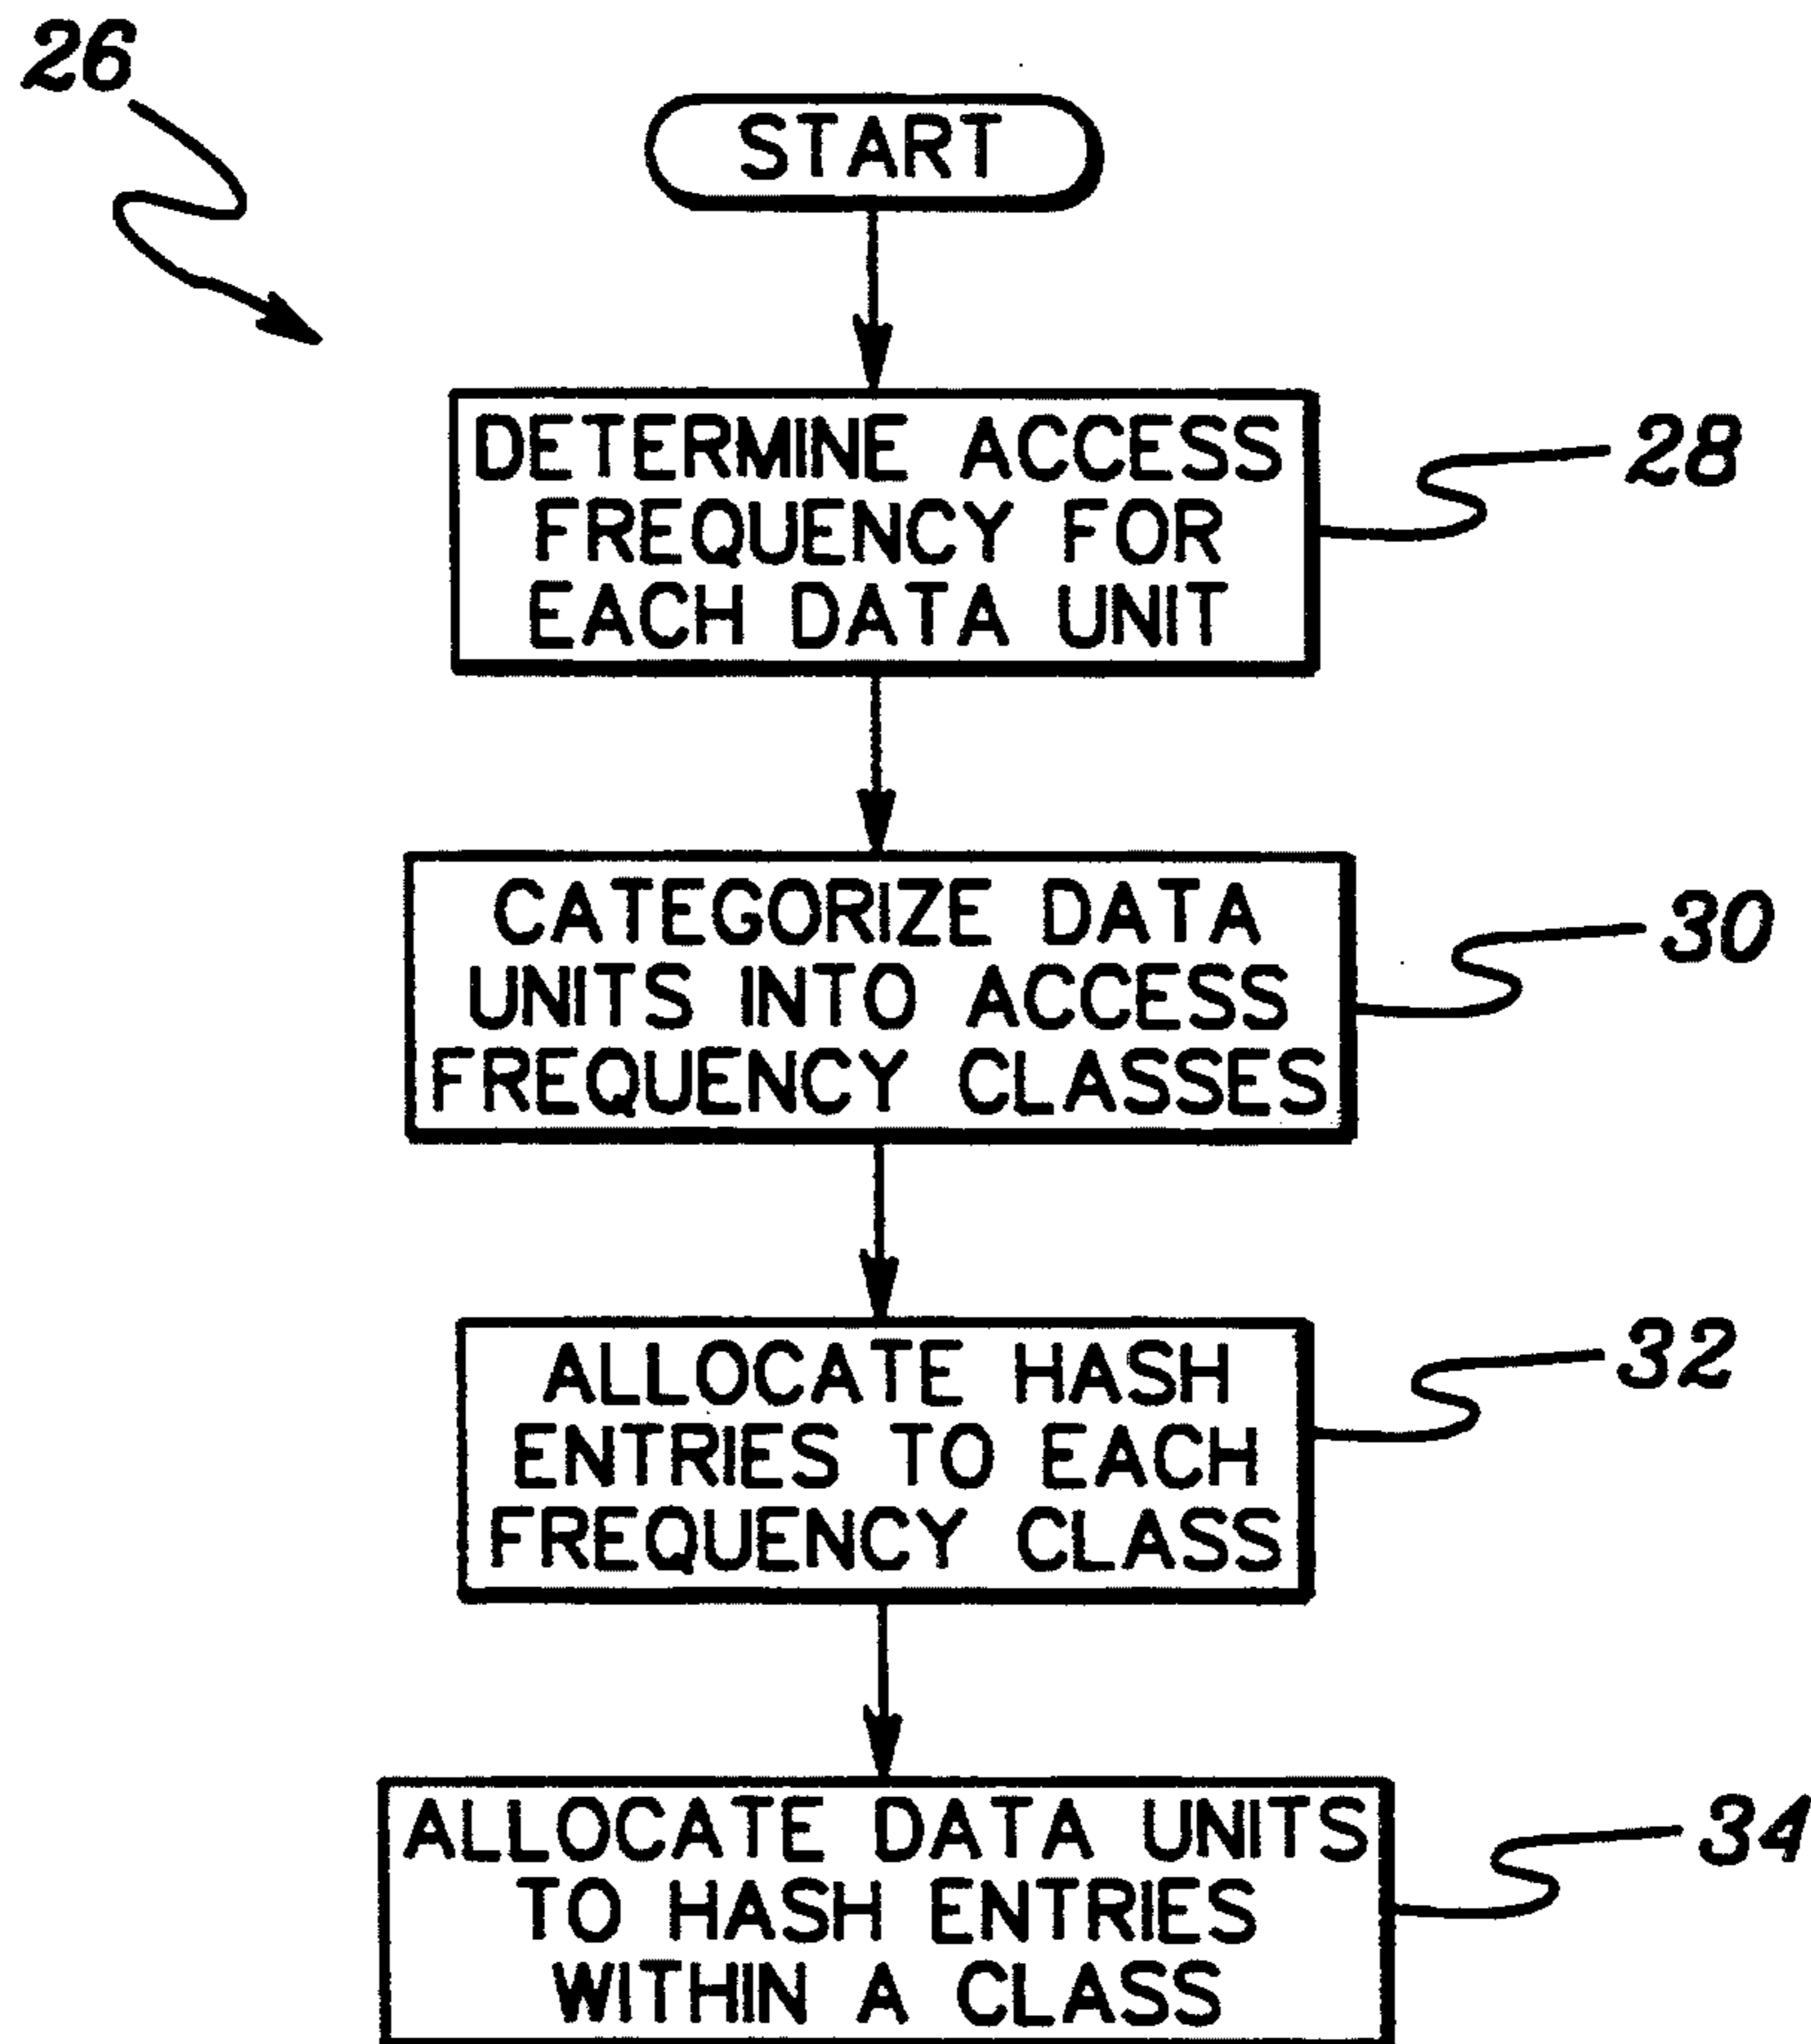 26
START
DETERMINE ACCESS
FREQUENCY FOR
EACH DATA UNIT
28
CATEGORIZE DATA
UNITS INTO ACCESS
FREQUENCY CLASSES
30
ALLOCATE HASH
ENTRIES TO EACH
FREQUENCY CLASS
32
ALLOCATE DATA UNITS
TO HASH ENTRIES
WITHIN A CLASS
34